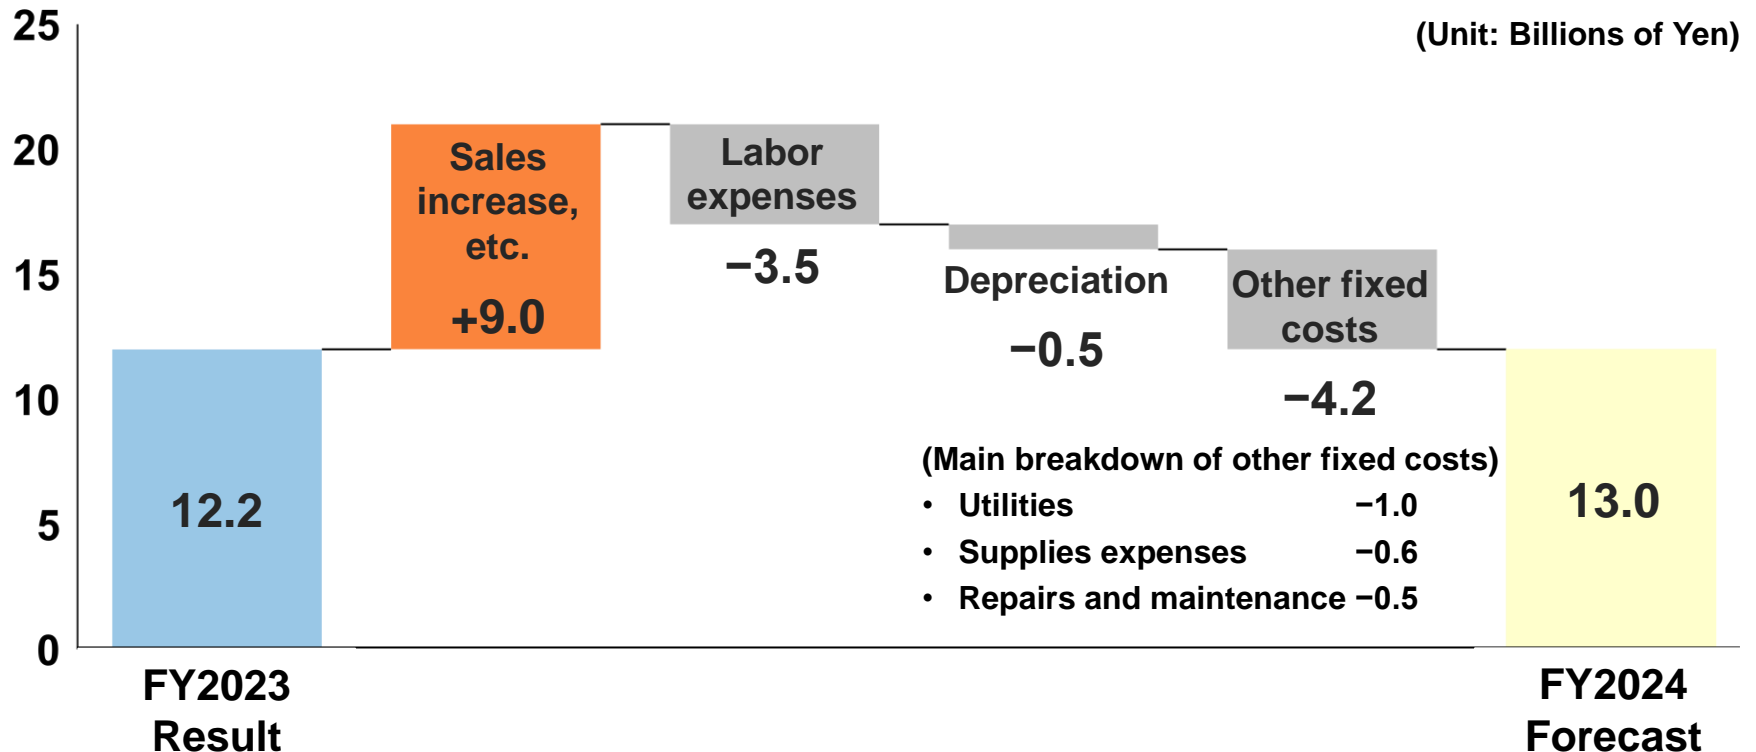 (Unit: Billions of Yen)
25
20
15
10
5
0
12.2
Sales
increase,
etc.
+9.0
Labor
expenses
−3.5
Depreciation
−0.5
Other fixed
costs
−4.2
(Main breakdown of other fixed costs)
• Utilities −1.0
• Supplies expenses −0.6
• Repairs and maintenance −0.5
13.0
FY2023
Result
FY2024
Forecast